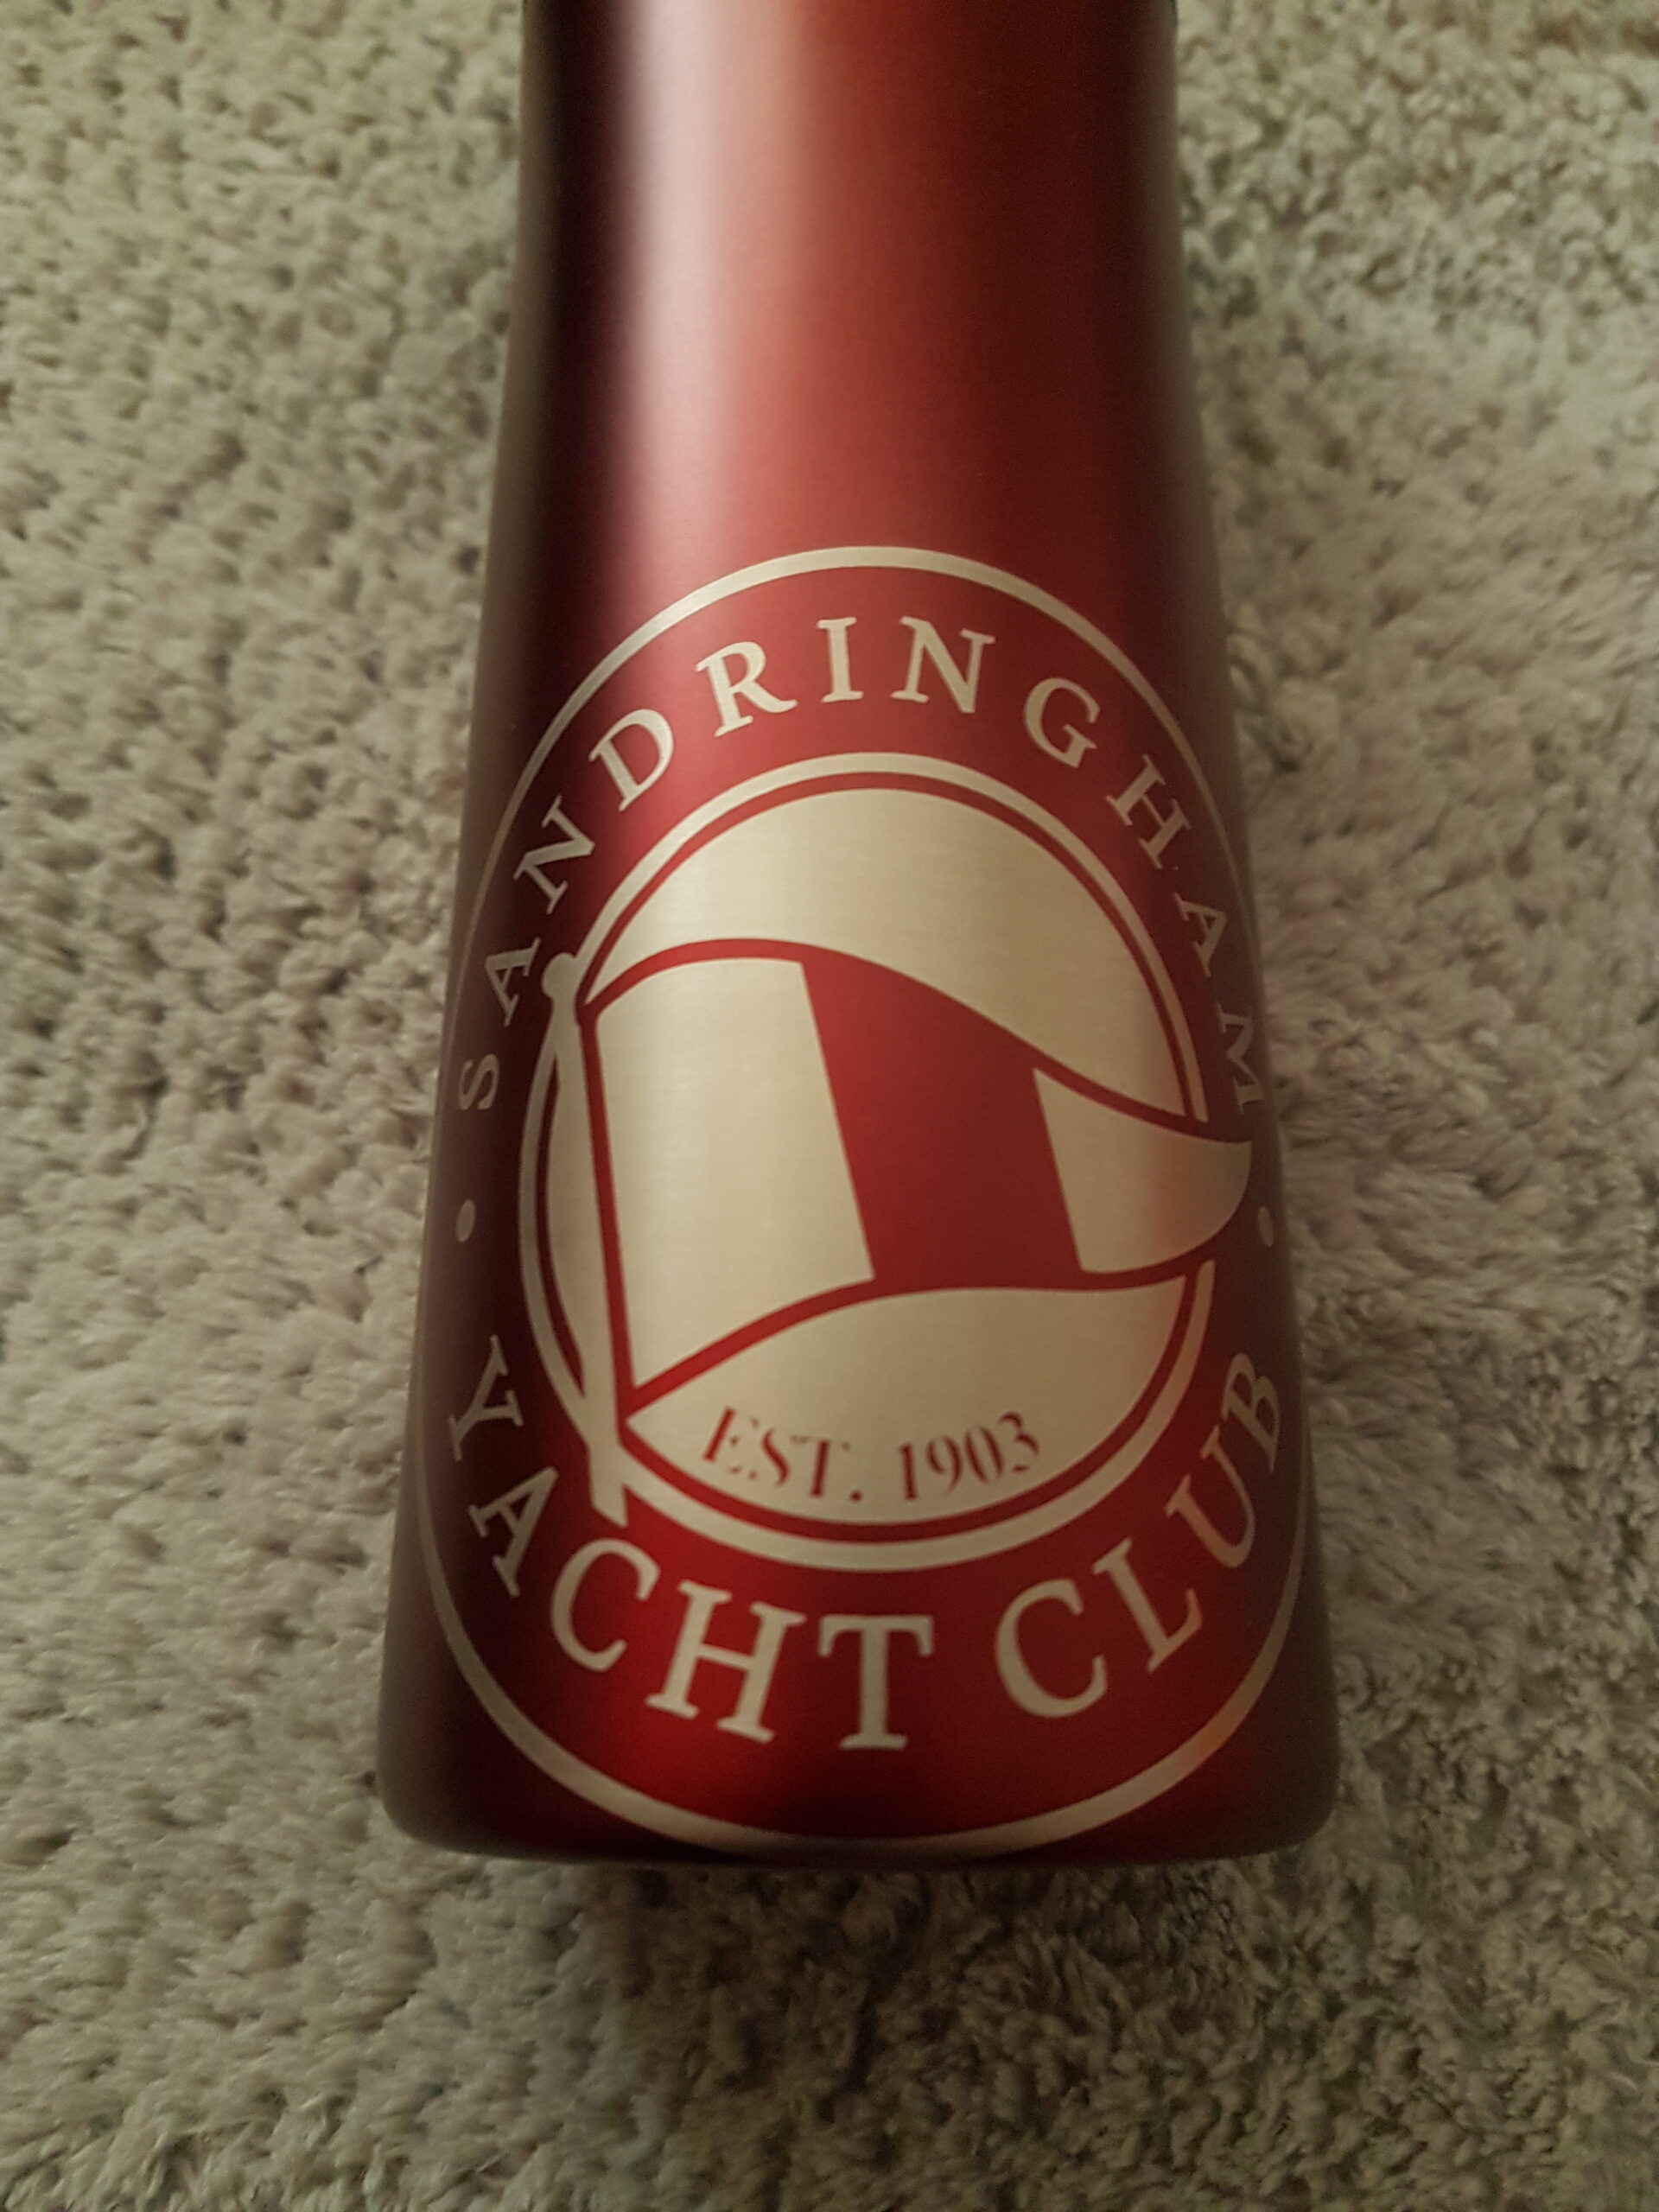 SANDRINGHAM
EST. 1903
• YACHT CLUB •